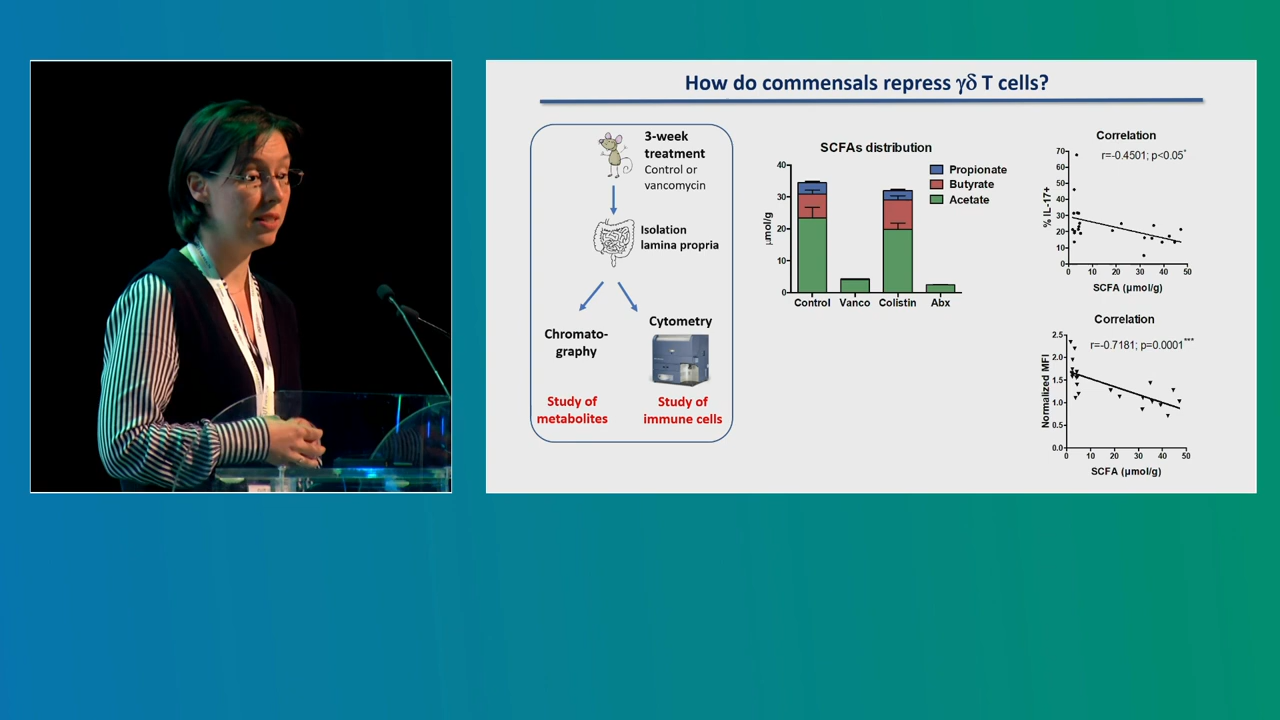 How do commensals repress γδ T cells?
3-week
treatment
Control or
vancomycin
Isolation
lamina propria
Chromato-
graphy
Cytometry
Study of
metabolites
Study of
immune cells
SCFAs distribution
μmol/g
40
30
20
10
0
Control
Vanco
Colistin
Abx
Propionate
Butyrate
Acetate
Correlation
r=-0.4501; p<0.05*
% IL-17+
70
60
50
40
30
20
10
0
0 10 20 30 40 50
SCFA (μmol/g)
Correlation
r=-0.7181; p=0.0001***
Normalized MFI
2.5
2.0
1.5
1.0
0.5
0.0
0 10 20 30 40 50
SCFA (μmol/g)